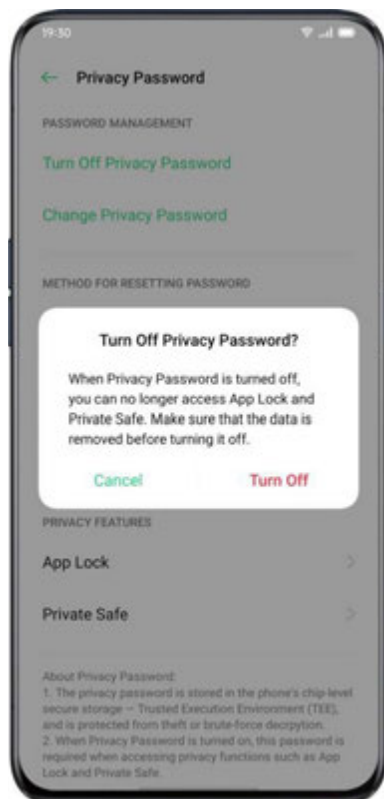 19:30
Privacy Password
PASSWORD MANAGEMENT
Turn Off Privacy Password
Change Privacy Password
METHOD FOR RESETTING PASSWORD
Turn Off Privacy Password?
When Privacy Password is turned off,
you can no longer access App Lock and
Private Safe. Make sure that the data is
removed before turning it off.
Cancel
Turn Off
PRIVACY FEATURES
App Lock
Private Safe
About Privacy Password:
1. The privacy password is stored in the phone's chip-level
secure storage — Trusted Execution Environment (TEE),
and is protected from theft or brute-force decrpytion.
2. When Privacy Password is turned on, this password is
required when accessing privacy functions such as App
Lock and Private Safe.